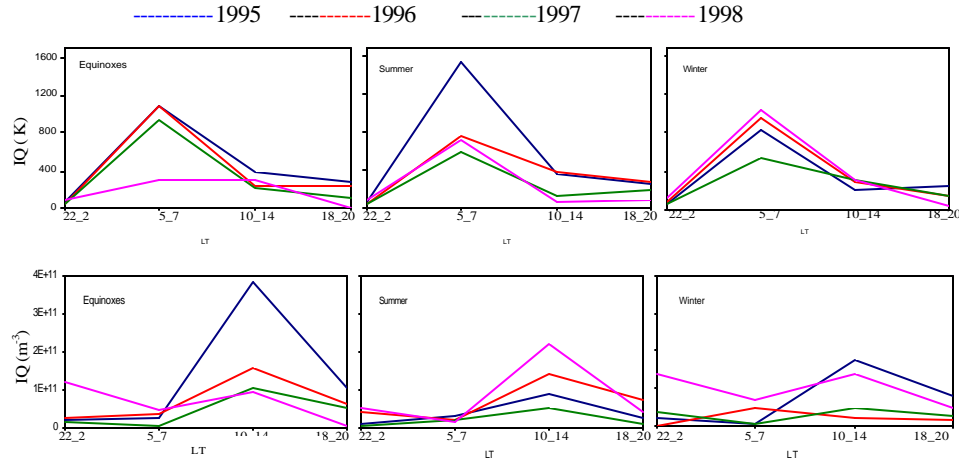 1995 1996 1997 1998
1600
1200
800
400
0
IQ ( K)
Equinoxes
22_2 5_7 10_14 18_20
LT
Summer
22_2 5_7 10_14 18_20
LT
Winter
22_2 5_7 10_14 18_20
LT
4E+11
3E+11
2E+11
1E+11
0
IQ (m-3)
Equinoxes
22_2 5_7 10_14 18_20
LT
Summer
22_2 5_7 10_14 18_20
LT
Winter
22_2 5_7 10_14 18_20
LT